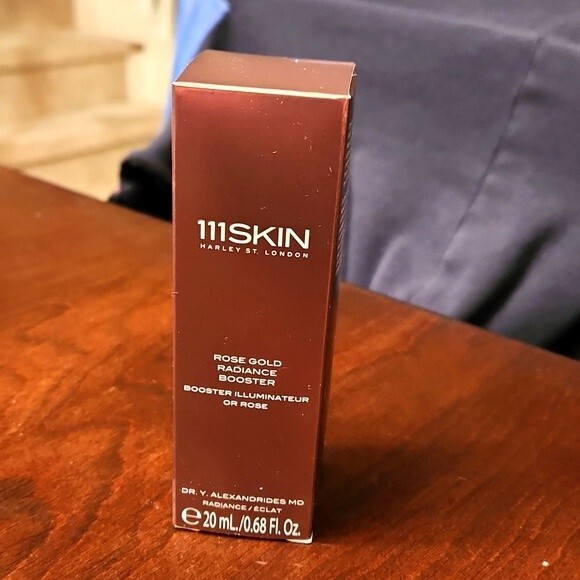 111SKIN
HARLEY ST. LONDON
ROSE GOLD
RADIANCE
BOOSTER
BOOSTER ILLUMINATEUR
OR ROSE
DR. Y. ALEXANDRIDES MD
RADIANCE / ÉCLAT
℮ 20 mL./0.68 Fl. Oz.